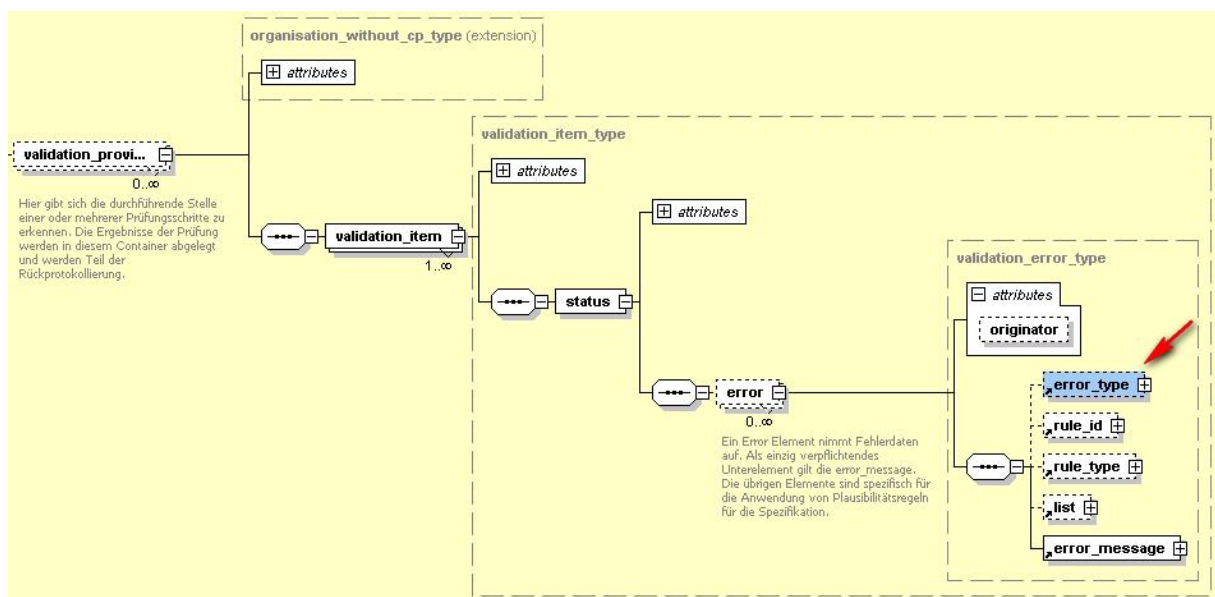 organisation_without_cp_type (extension)
attributes
validation_item_type
validation_provi...
0..∞
attributes
Hier gibt sich die durchführende Stelle
einer oder mehrerer Prüfungsschritte zu
erkennen. Die Ergebnisse der Prüfung
werden in diesem Container abgelegt
und werden Teil der
Rückprotokollierung.
validation_item
1..∞
attributes
status
validation_error_type
attributes
originator
error
0..∞
Ein Error Element nimmt Fehlerdaten
auf. Als einzig verpflichtendes
Unterelement gilt die error_message.
Die übrigen Elemente sind spezifisch für
die Anwendung von Plausibilitätsregeln
für die Spezifikation.
error_type
rule_id
rule_type
list
error_message